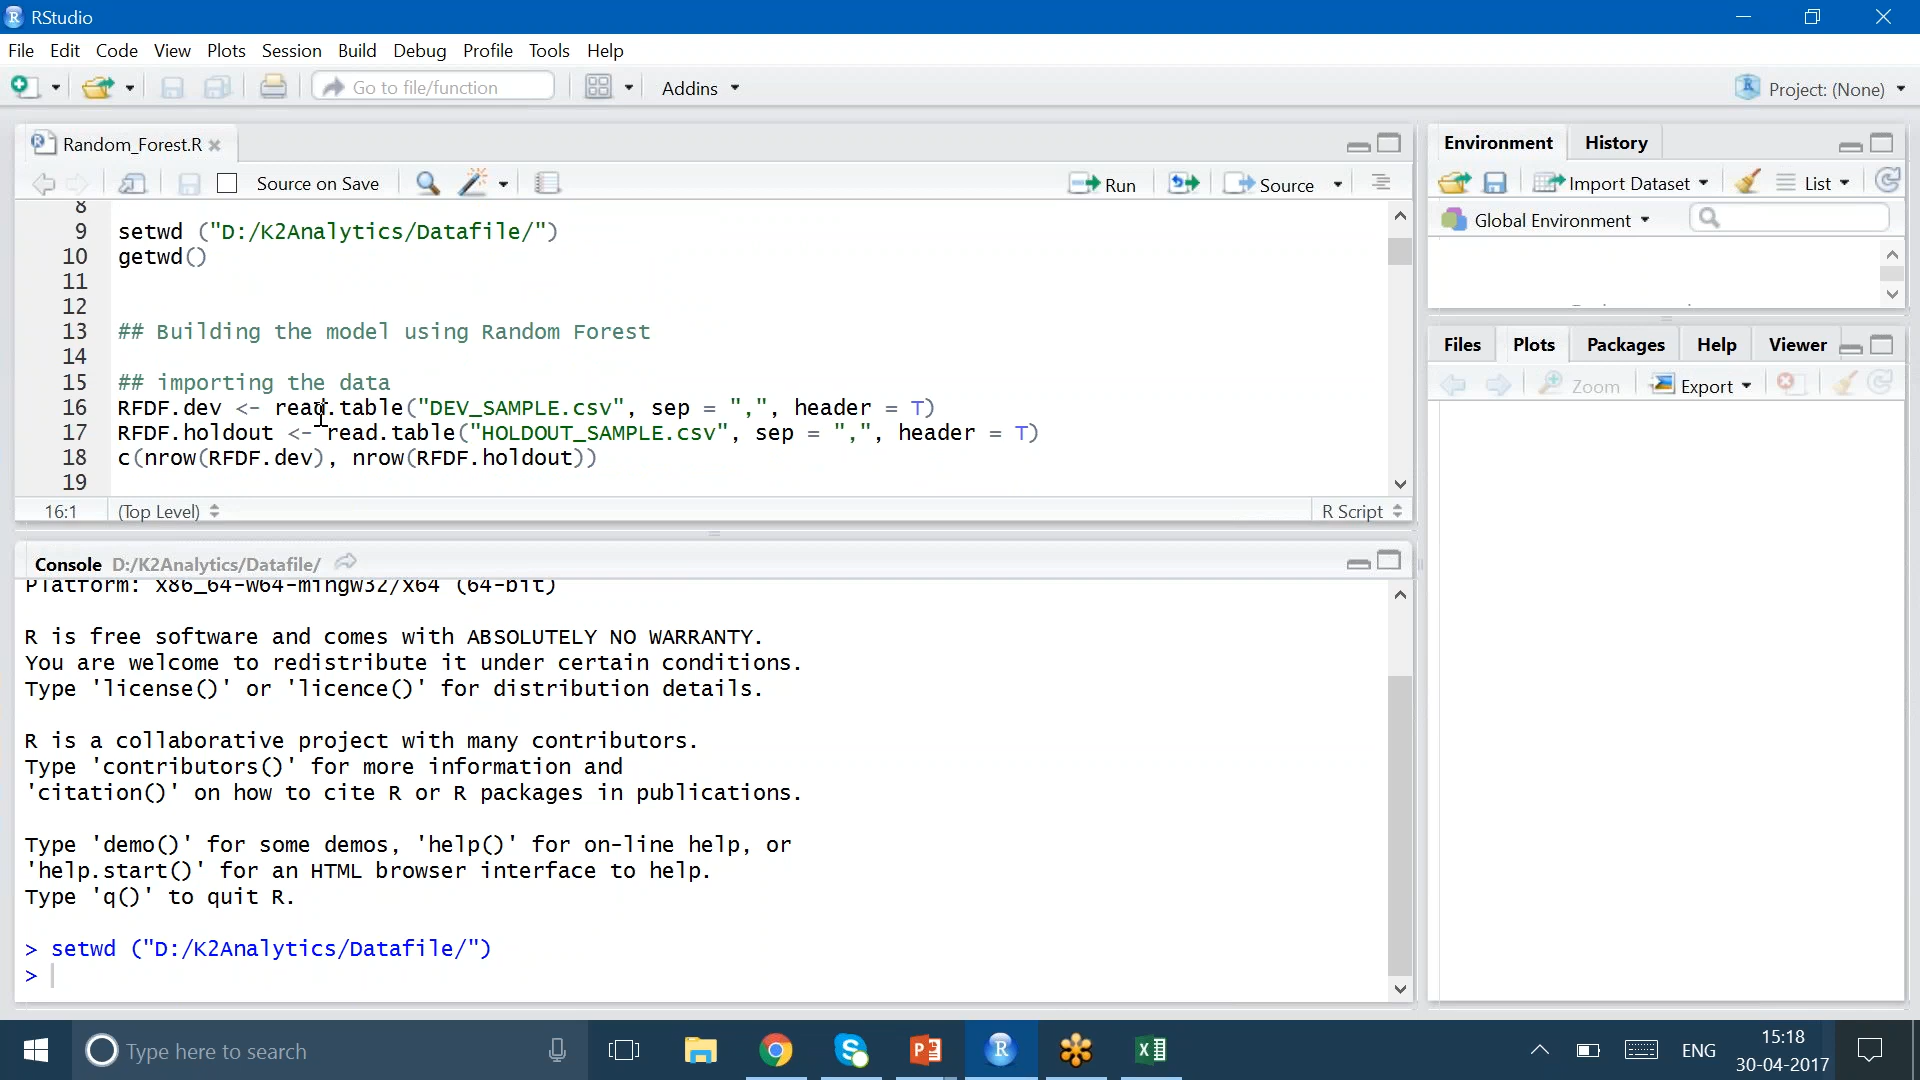 RStudio
File Edit Code View Plots Session Build Debug Profile Tools Help
Go to file/function Addins Project: (None)
Random_Forest.R
Source on Save Run Source
8
9 setwd ("D:/K2Analytics/Datafile/")
10 getwd()
11
12
13 ## Building the model using Random Forest
14
15 ## importing the data
16 RFDF.dev <- read.table("DEV_SAMPLE.csv", sep = ",", header = T)
17 RFDF.holdout <- read.table("HOLDOUT_SAMPLE.csv", sep = ",", header = T)
18 c(nrow(RFDF.dev), nrow(RFDF.holdout))
19
16:1 (Top Level) R Script
Console D:/K2Analytics/Datafile/
Platform: x86_64-w64-mingw32/x64 (64-bit)
R is free software and comes with ABSOLUTELY NO WARRANTY.
You are welcome to redistribute it under certain conditions.
Type 'license()' or 'licence()' for distribution details.
R is a collaborative project with many contributors.
Type 'contributors()' for more information and
'citation()' on how to cite R or R packages in publications.
Type 'demo()' for some demos, 'help()' for on-line help, or
'help.start()' for an HTML browser interface to help.
Type 'q()' to quit R.
> setwd ("D:/K2Analytics/Datafile/")
>
Environment History
Import Dataset List
Global Environment
Files Plots Packages Help Viewer
Zoom Export
Type here to search
ENG
15:18
30-04-2017